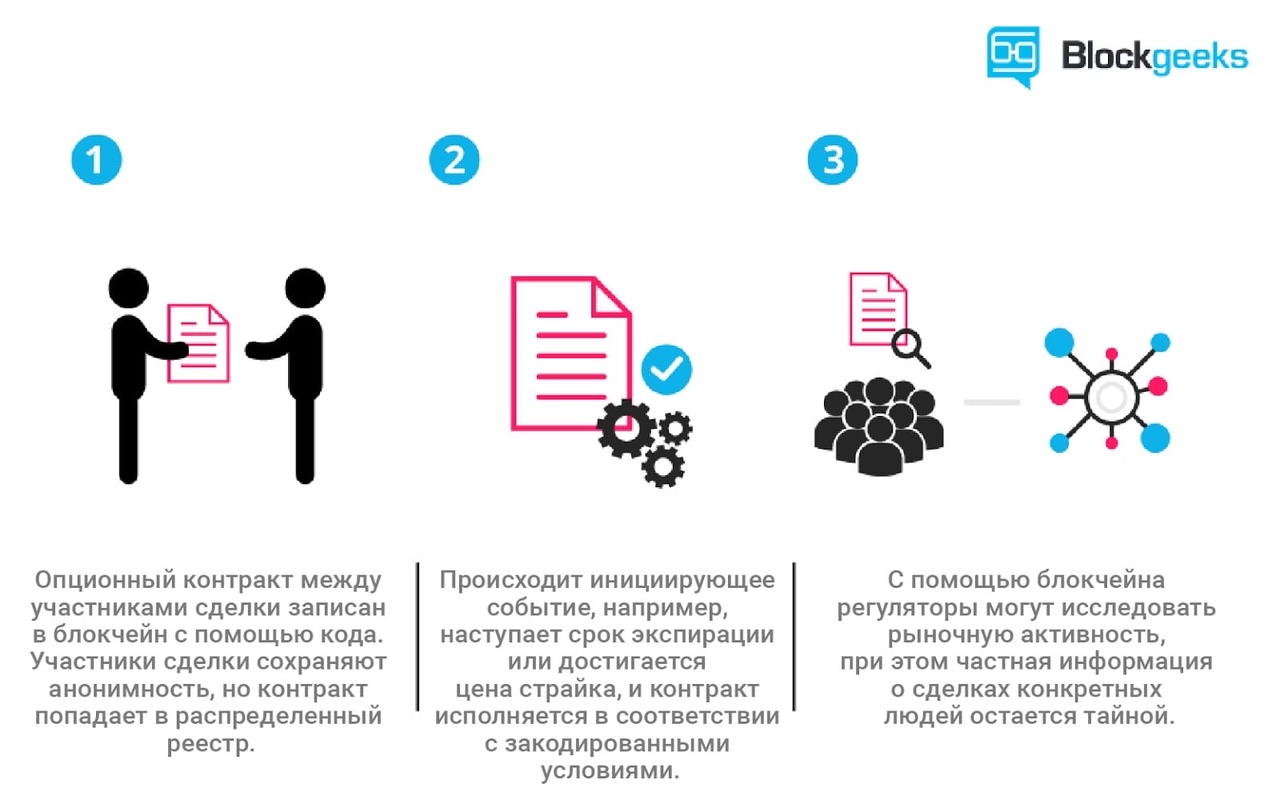 Blockgeeks
1
2
3
Опционный контракт между
участниками сделки записан
в блокчейн с помощью кода.
Участники сделки сохраняют
анонимность, но контракт
попадает в распределенный
реестр.
Происходит инициирующее
событие, например,
наступает срок экспирации
или достигается
цена страйка, и контракт
исполняется в соответствии
с закодированными
условиями.
С помощью блокчейна
регуляторы могут исследовать
рыночную активность,
при этом частная информация
о сделках конкретных
людей остается тайной.